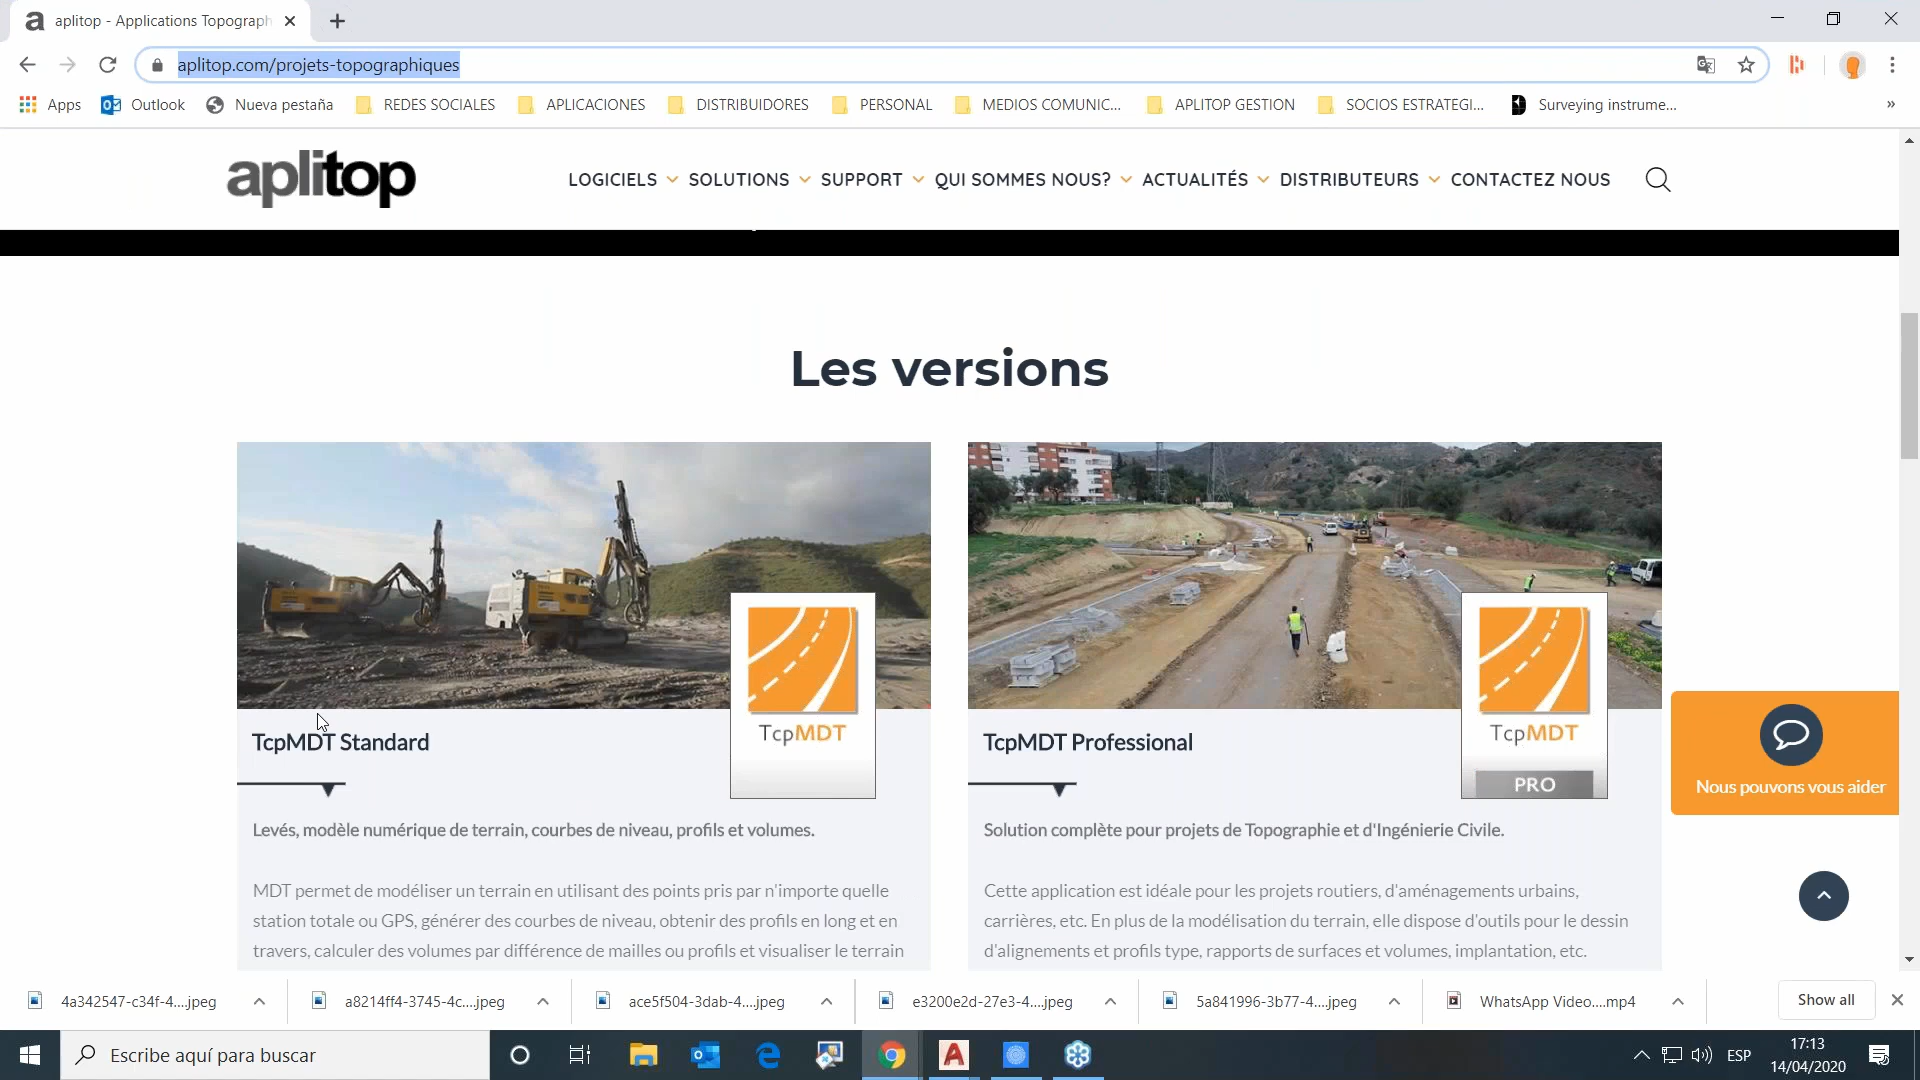 aplitop - Applications Topograph
aplitop.com/projets-topographiques
Apps
Outlook
Nueva pestaña
REDES SOCIALES
APLICACIONES
DISTRIBUIDORES
PERSONAL
MEDIOS COMUNIC...
APLITOP GESTION
SOCIOS ESTRATEGI...
Surveying instrume...
»
aplitop
LOGICIELS
SOLUTIONS
SUPPORT
QUI SOMMES NOUS?
ACTUALITÉS
DISTRIBUTEURS
CONTACTEZ NOUS
Les versions
TcpMDT
TcpMDT Standard
Levés, modèle numérique de terrain, courbes de niveau, profils et volumes.
MDT permet de modéliser un terrain en utilisant des points pris par n'importe quelle
station totale ou GPS, générer des courbes de niveau, obtenir des profils en long et en
travers, calculer des volumes par différence de mailles ou profils et visualiser le terrain
TcpMDT
PRO
TcpMDT Professional
Solution complète pour projets de Topographie et d'Ingénierie Civile.
Cette application est idéale pour les projets routiers, d'aménagements urbains,
carrières, etc. En plus de la modélisation du terrain, elle dispose d'outils pour le dessin
d'alignements et profils type, rapports de surfaces et volumes, implantation, etc.
Nous pouvons vous aider
4a342547-c34f-4....jpeg
a8214ff4-3745-4c....jpeg
ace5f504-3dab-4....jpeg
e3200e2d-27e3-4....jpeg
5a841996-3b77-4....jpeg
WhatsApp Video....mp4
Show all
Escribe aquí para buscar
ESP
17:13
14/04/2020